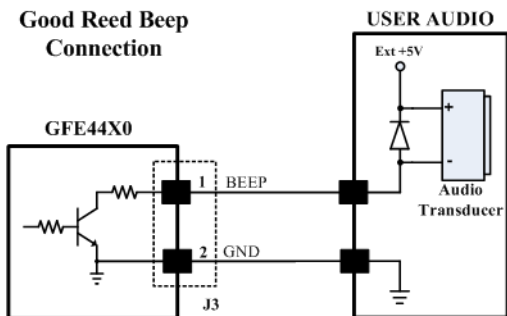 Good Reed Beep
Connection
USER AUDIO
Ext +5V
GFE44X0
+
-
1 BEEP
Audio
Transducer
2 GND
J3